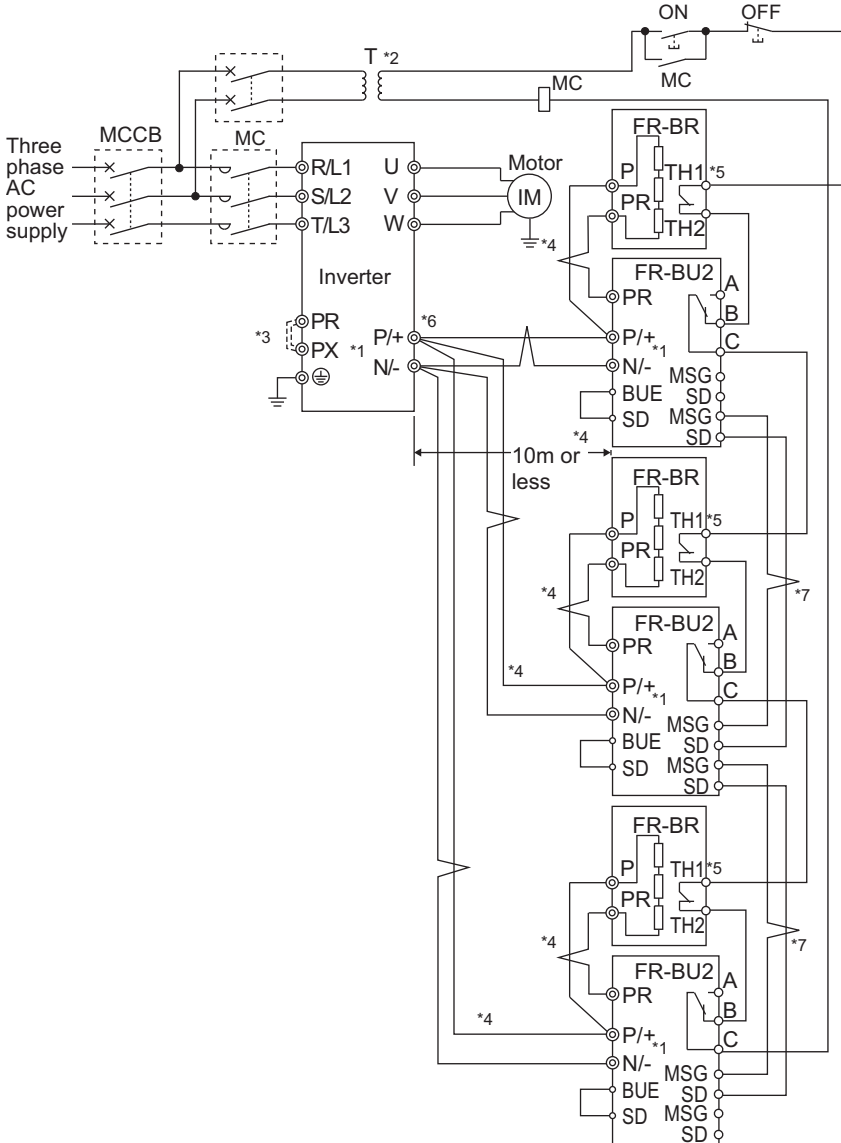 ON OFF
T *2
MC
MC
FR-BR
MCCB
MC
Three
phase
AC
power
supply
R/L1
S/L2
T/L3
U
V
W
Motor
IM
P
PR
TH1 *5
TH2
*4
Inverter
FR-BU2
PR
P/+ *1
N/-
BUE
SD
A
B
C
MSG
SD
MSG
SD
*3
PR
PX
*1
P/+
*6
N/-
*4
10m or
less
FR-BR
P
PR
TH1 *5
TH2
*4
*7
FR-BU2
PR
*4
P/+ *1
N/-
BUE
SD
A
B
C
MSG
SD
MSG
SD
FR-BR
P
PR
TH1 *5
TH2
*4
*7
FR-BU2
PR
*4
P/+ *1
N/-
BUE
SD
A
B
C
MSG
SD
MSG
SD